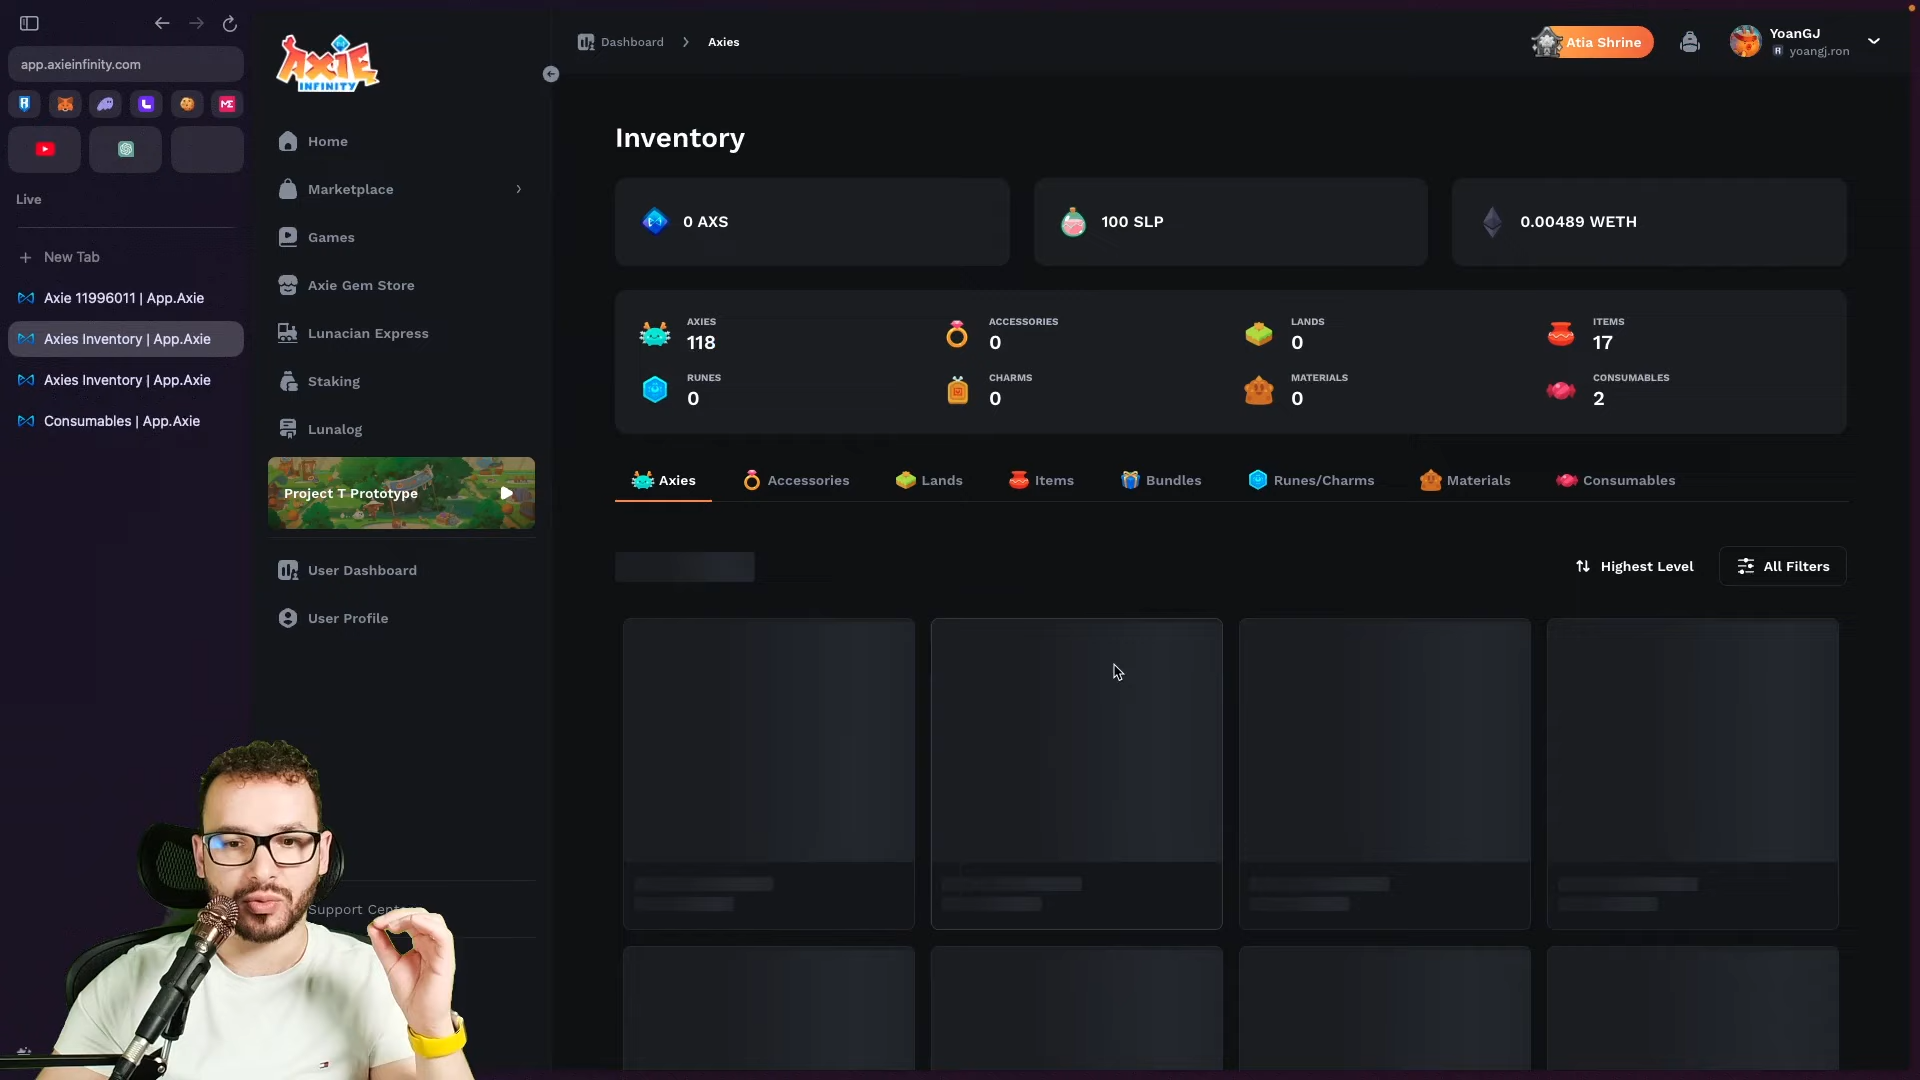 app.axieinfinity.com
Live
New Tab
Axie 11996011 | App.Axie
Axies Inventory | App.Axie
Axies Inventory | App.Axie
Consumables | App.Axie
AXIE
INFINITY
Home
Marketplace
Games
Axie Gem Store
Lunacian Express
Staking
Lunalog
Project T Prototype
User Dashboard
User Profile
Support Center
Dashboard
Axies
Atia Shrine
YoanGJ
yoangj.ron
Inventory
0 AXS
100 SLP
0.00489 WETH
AXIES
118
ACCESSORIES
0
LANDS
0
ITEMS
17
RUNES
0
CHARMS
0
MATERIALS
0
CONSUMABLES
2
Axies
Accessories
Lands
Items
Bundles
Runes/Charms
Materials
Consumables
Highest Level
All Filters